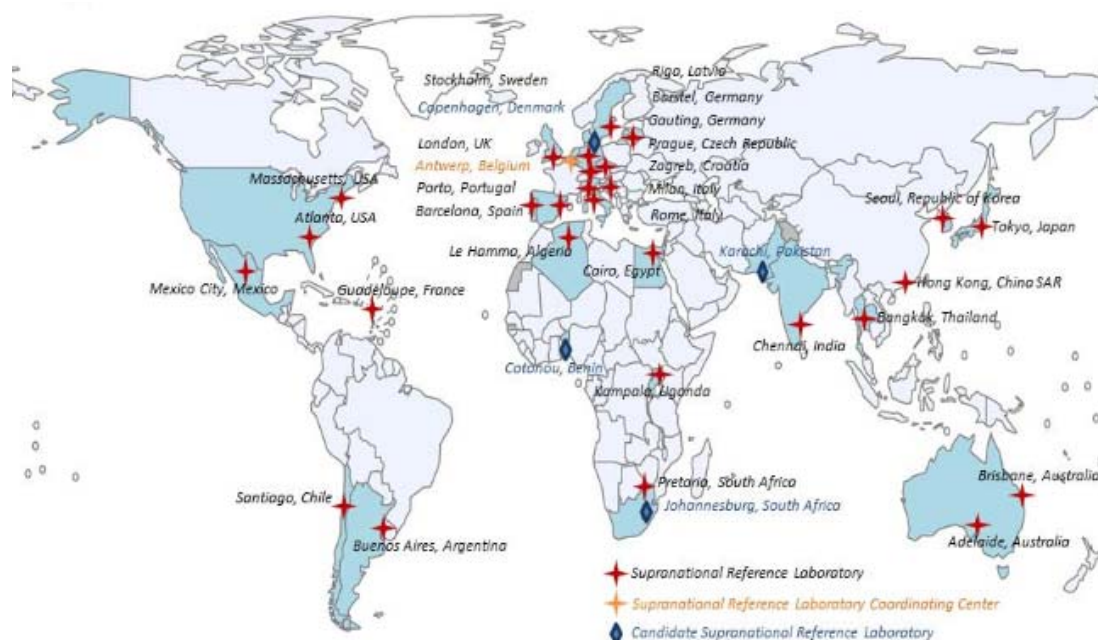 Stockholm, Sweden
Copenhagen, Denmark
London, UK
Antwerp, Belgium
Porto, Portugal
Barcelona, Spain
Riga, Latvia
Borstel, Germany
Gauting, Germany
Prague, Czech Republic
Zagreb, Croatia
Milan, Italy
Rome, Italy
Massachusetts, USA
Atlanta, USA
Mexico City, Mexico
Guadeloupe, France
Le Hamma, Algeria
Cairo, Egypt
Karachi, Pakistan
Seoul, Republic of Korea
Tokyo, Japan
Hong Kong, China SAR
Bangkok, Thailand
Chennai, India
Cotonou, Benin
Kampala, Uganda
Pretoria, South Africa
Johannesburg, South Africa
Santiago, Chile
Buenos Aires, Argentina
Brisbane, Australia
Adelaide, Australia
Supranational Reference Laboratory
Supranational Reference Laboratory Coordinating Center
Candidate Supranational Reference Laboratory